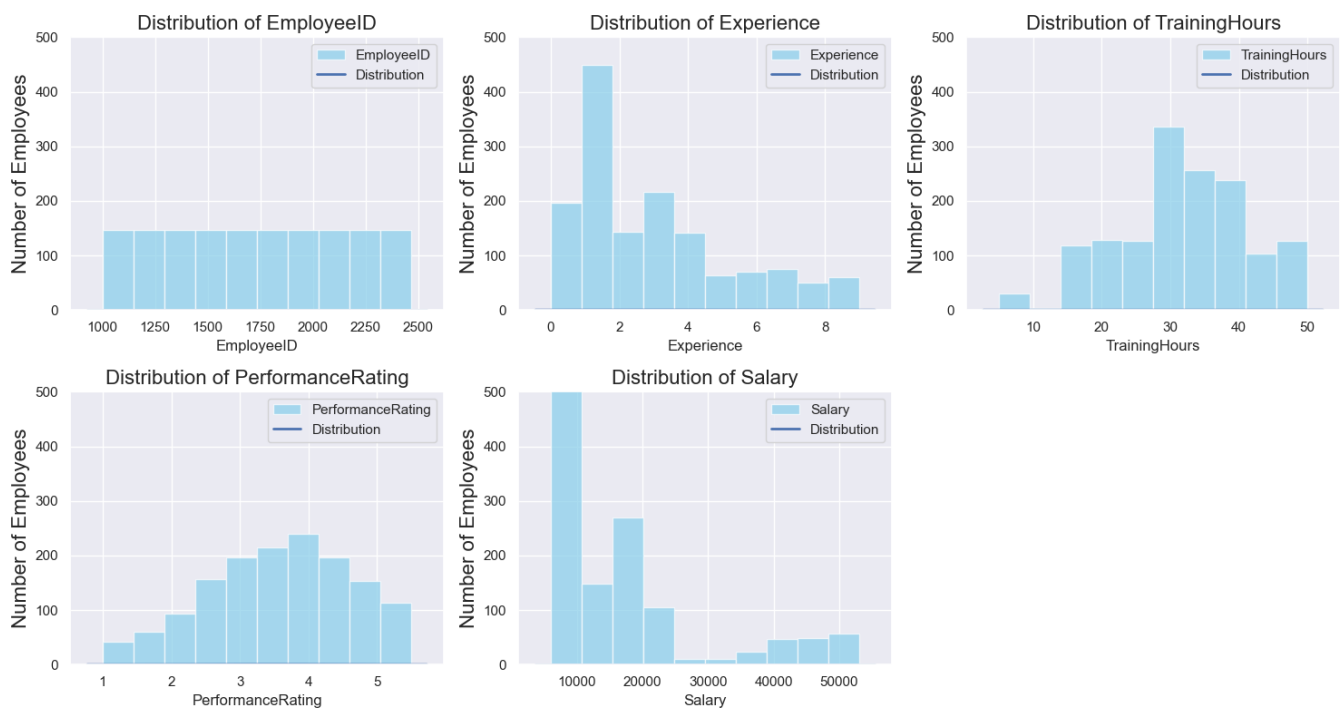 Distribution of EmployeeID
500
400
300
200
100
0
Number of Employees
EmployeeID
Distribution
1000 1250 1500 1750 2000 2250 2500
EmployeeID
Distribution of Experience
500
400
300
200
100
0
Number of Employees
Experience
Distribution
0 2 4 6 8
Experience
Distribution of TrainingHours
500
400
300
200
100
0
Number of Employees
TrainingHours
Distribution
10 20 30 40 50
TrainingHours
Distribution of PerformanceRating
500
400
300
200
100
0
Number of Employees
PerformanceRating
Distribution
1 2 3 4 5
PerformanceRating
Distribution of Salary
500
400
300
200
100
0
Number of Employees
Salary
Distribution
10000 20000 30000 40000 50000
Salary